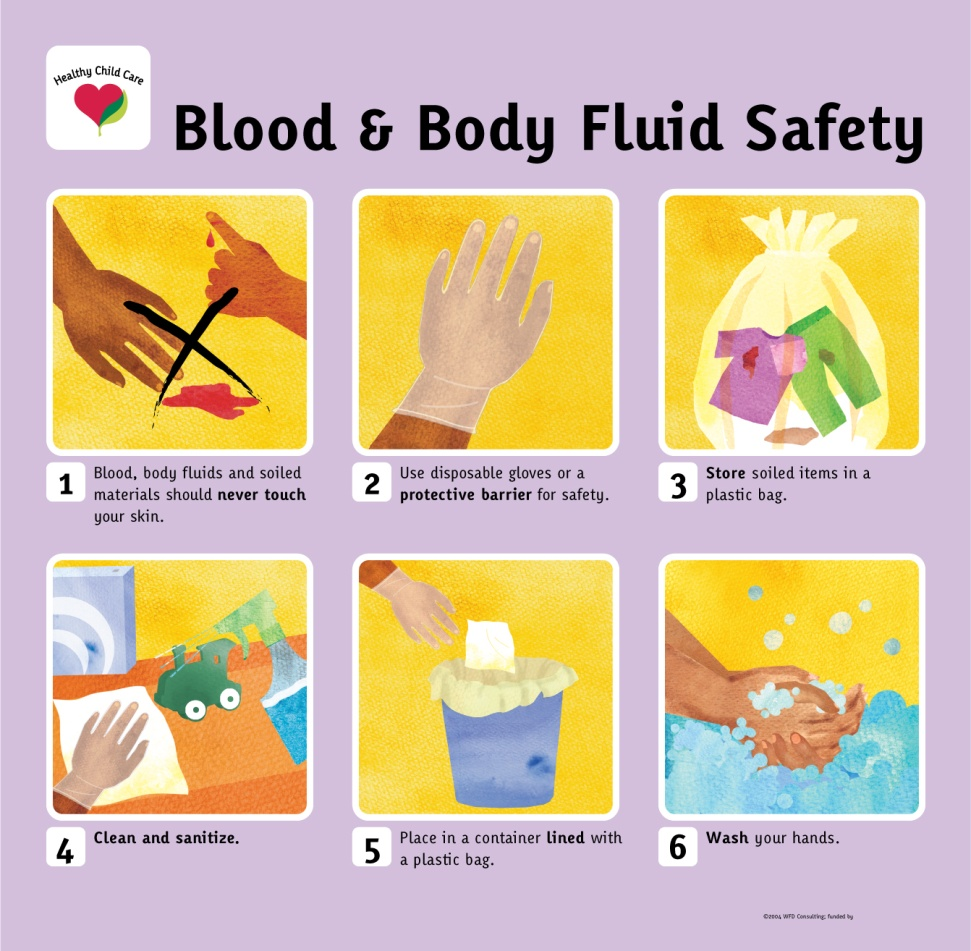 Healthy Child Care
Blood & Body Fluid Safety
1
Blood, body fluids and soiled
materials should never touch
your skin.
2
Use disposable gloves or a
protective barrier for safety.
3
Store soiled items in a
plastic bag.
4
Clean and sanitize.
5
Place in a container lined with
a plastic bag.
6
Wash your hands.
©2004 WFD Consulting; funded by